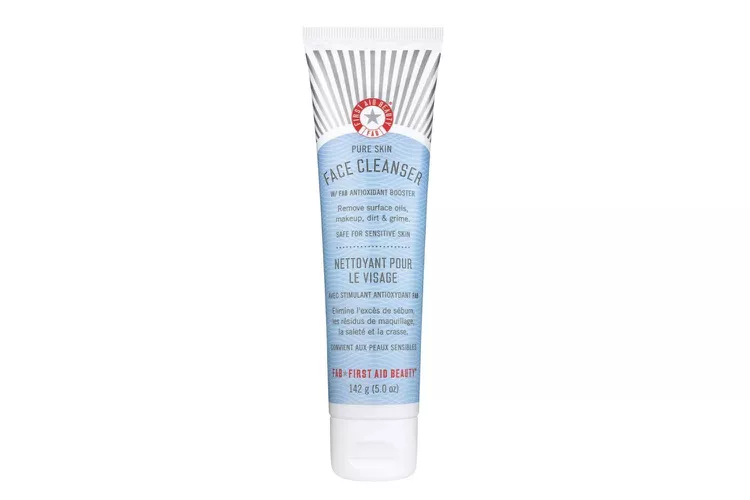 FIRST AID BEAUTY
FAB
PURE SKIN
FACE CLEANSER
W/ FAB ANTIOXIDANT BOOSTER
Remove surface oils,
makeup, dirt & grime.
SAFE FOR SENSITIVE SKIN
NETTOYANT POUR
LE VISAGE
AVEC STIMULANT ANTIOXYDANT FAB
Élimine l'excès de sébum,
les résidus de maquillage,
la saleté et la crasse.
CONVIENT AUX PEAUX SENSIBLES
FAB FIRST AID BEAUTY®
142 g (5.0 oz)